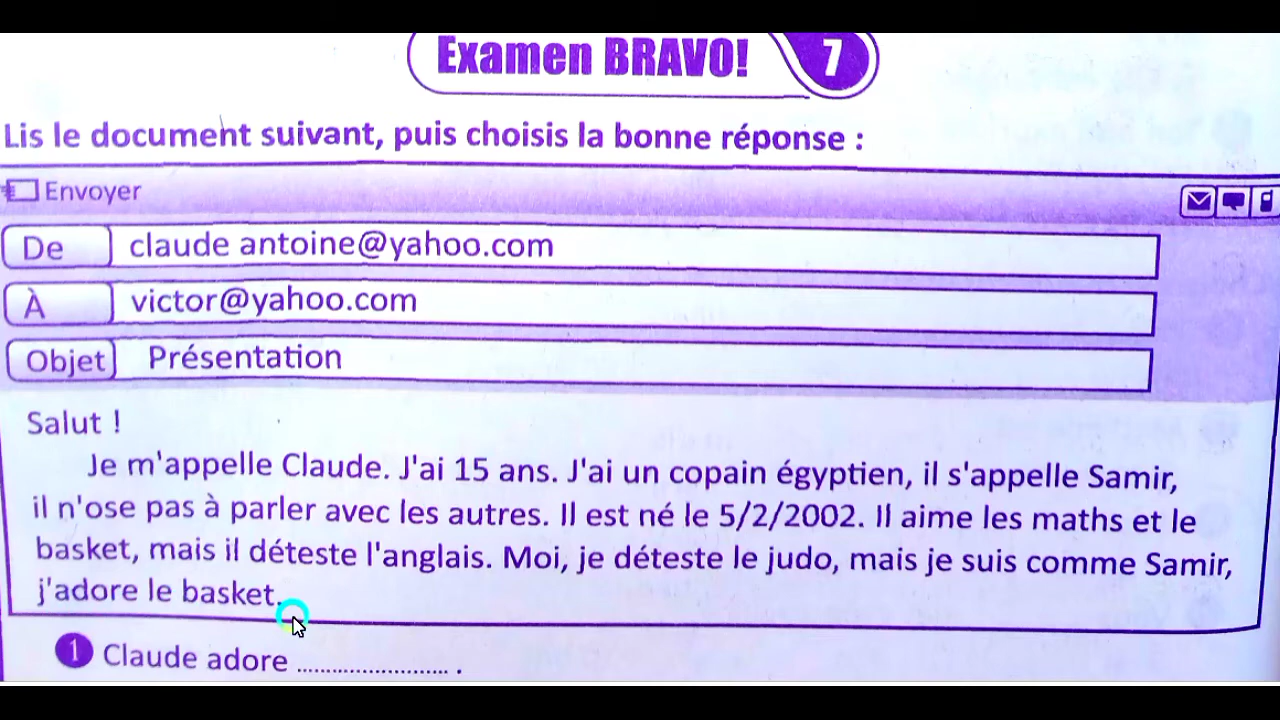 Examen BRAVO! 7
Lis le document suivant, puis choisis la bonne réponse :
Envoyer
De claude antoine@yahoo.com
À victor@yahoo.com
Objet Présentation
Salut !
Je m'appelle Claude. J'ai 15 ans. J'ai un copain égyptien, il s'appelle Samir,
il n'ose pas à parler avec les autres. Il est né le 5/2/2002. Il aime les maths et le
basket, mais il déteste l'anglais. Moi, je déteste le judo, mais je suis comme Samir,
j'adore le basket.
1 Claude adore ........................... .